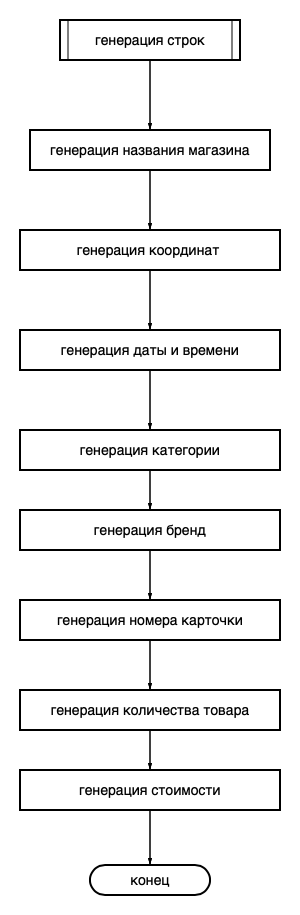 генерация строк
генерация названия магазина
генерация координат
генерация даты и времени
генерация категории
генерация бренд
генерация номера карточки
генерация количества товара
генерация стоимости
конец